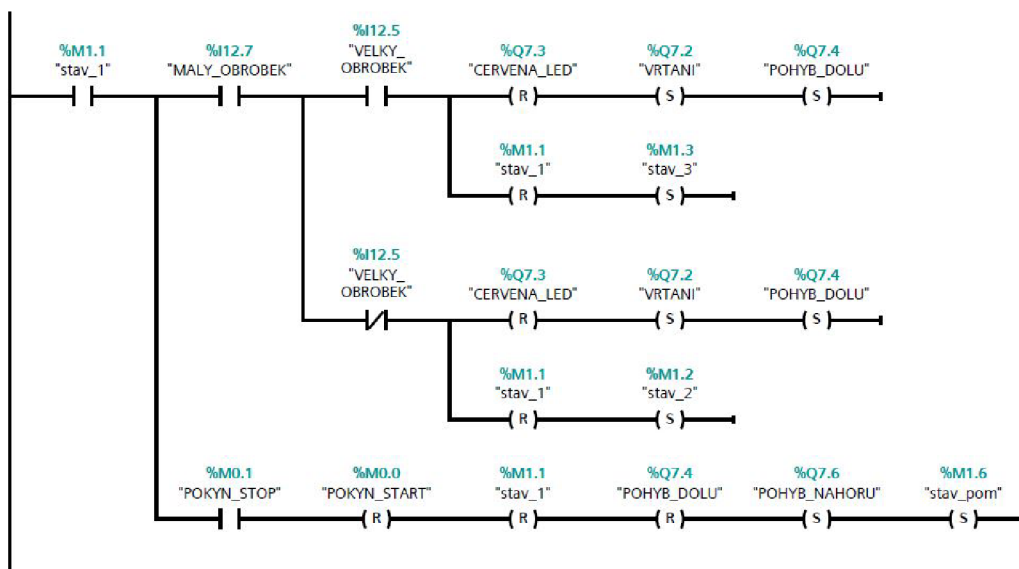 %M1.1 %I12.7 %I12.5 %Q7.3 %Q7.2 %Q7.4
"stav_1" "MALY_OBROBEK" "VELKY_ "CERVENA_LED" "VRTANI" "POHYB_DOLU"
OBROBEK"
R S S
%M1.1 %M1.3
"stav_1" "stav_3"
R S
%I12.5 %Q7.3 %Q7.2 %Q7.4
"VELKY_ "CERVENA_LED" "VRTANI" "POHYB_DOLU"
OBROBEK"
R S S
%M1.1 %M1.2
"stav_1" "stav_2"
R S
%M0.1 %M0.0 %M1.1 %Q7.4 %Q7.6 %M1.6
"POKYN_STOP" "POKYN_START" "stav_1" "POHYB_DOLU" "POHYB_NAHORU" "stav_pom"
R R R S S